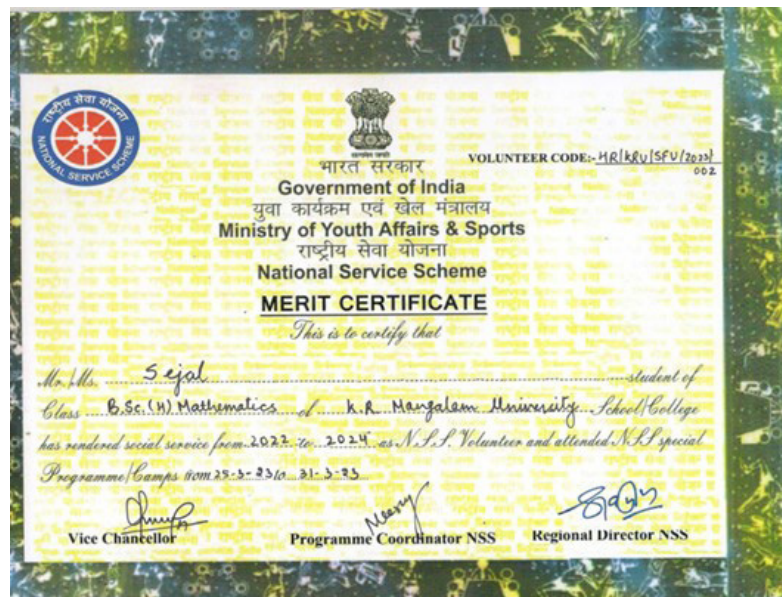 राष्ट्रीय सेवा योजना
NATIONAL SERVICE SCHEME
भारत सरकार
VOLUNTEER CODE:- HR/KRU/SFU/2023/
002
Government of India
युवा कार्यक्रम एवं खेल मंत्रालय
Ministry of Youth Affairs & Sports
राष्ट्रीय सेवा योजना
National Service Scheme
MERIT CERTIFICATE
This is to certify that
Mr./Ms. Sejal student of
Class B.Sc.(H) Mathematics of K.R. Mangalam University School/College
has rendered social service from 2022 to 2024 as N.S.S. Volunteer and attended N.S.S special
Programme/Camps from 25-3-23 to 31-3-23
Vice Chancellor
Programme Coordinator NSS
Regional Director NSS